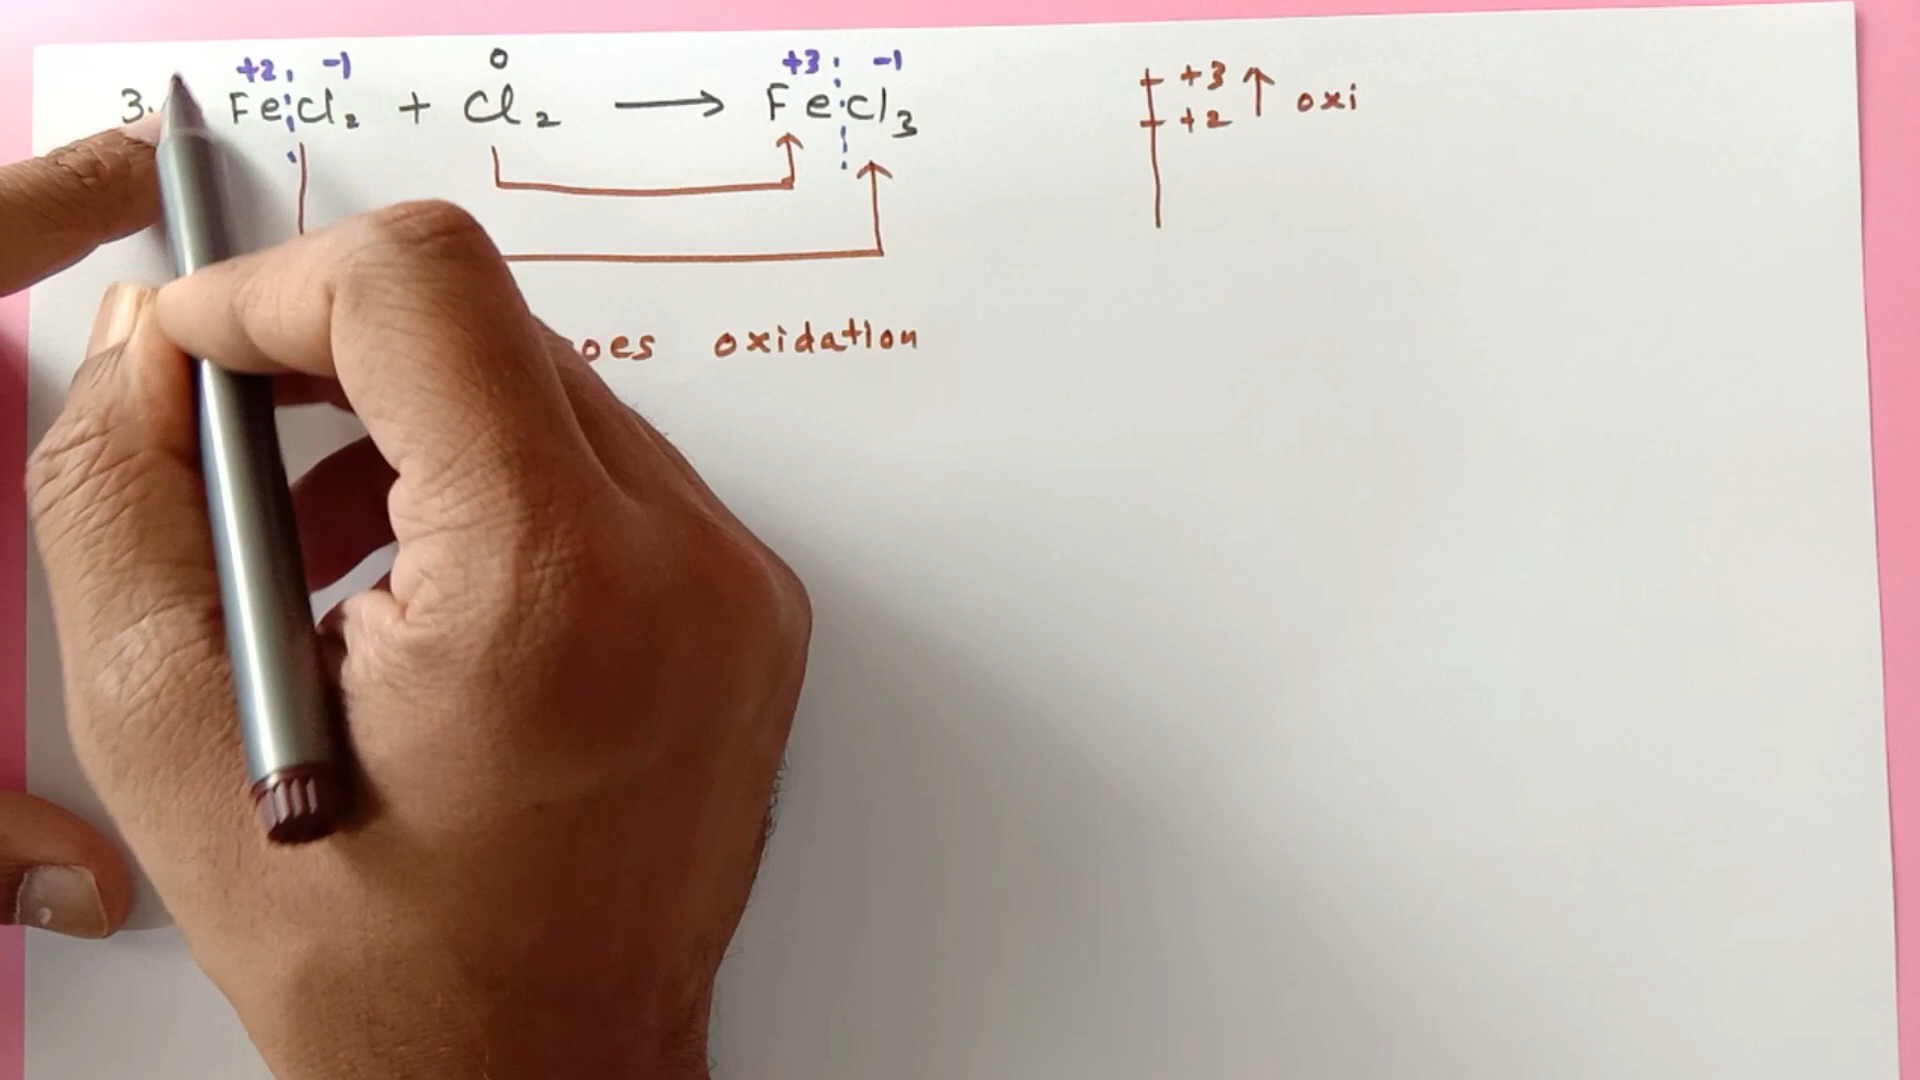 +2 -1 0 +3 -1
3. FeCl₂ + Cl₂ ⟶ FeCl₃
+3 ↑ oxi
+2
oxidation